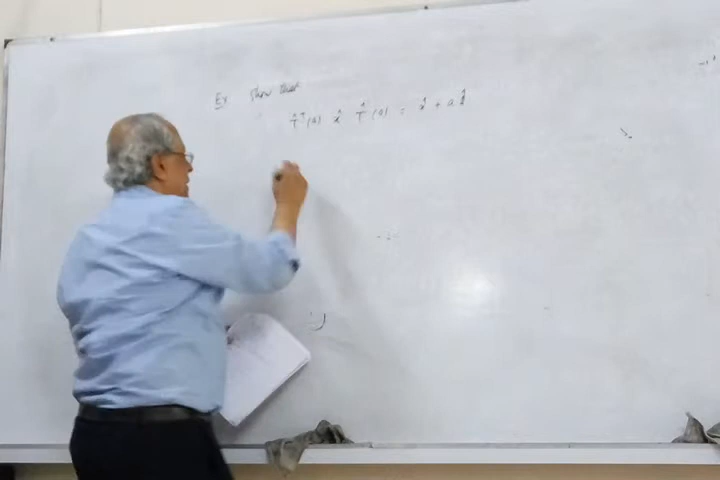 Ex Show that
T̂†(a) x̂ T̂(a) = x̂ + a Î